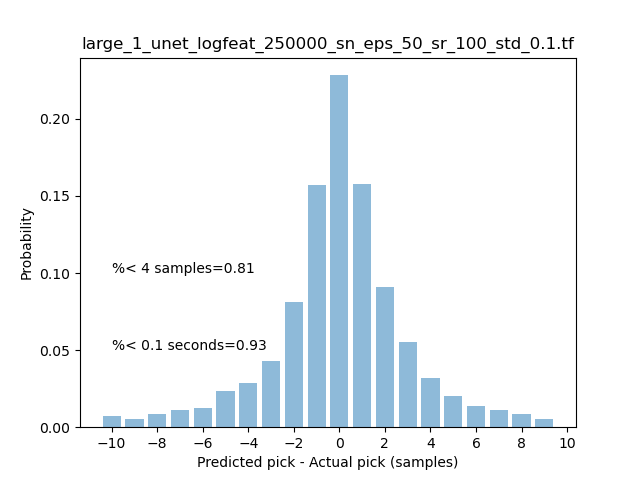 large_1_unet_logfeat_250000_sn_eps_50_sr_100_std_0.1.tf
0.20
0.15
0.10
0.05
0.00
Probability
%< 4 samples=0.81
%< 0.1 seconds=0.93
−10 −8 −6 −4 −2 0 2 4 6 8 10
Predicted pick - Actual pick (samples)